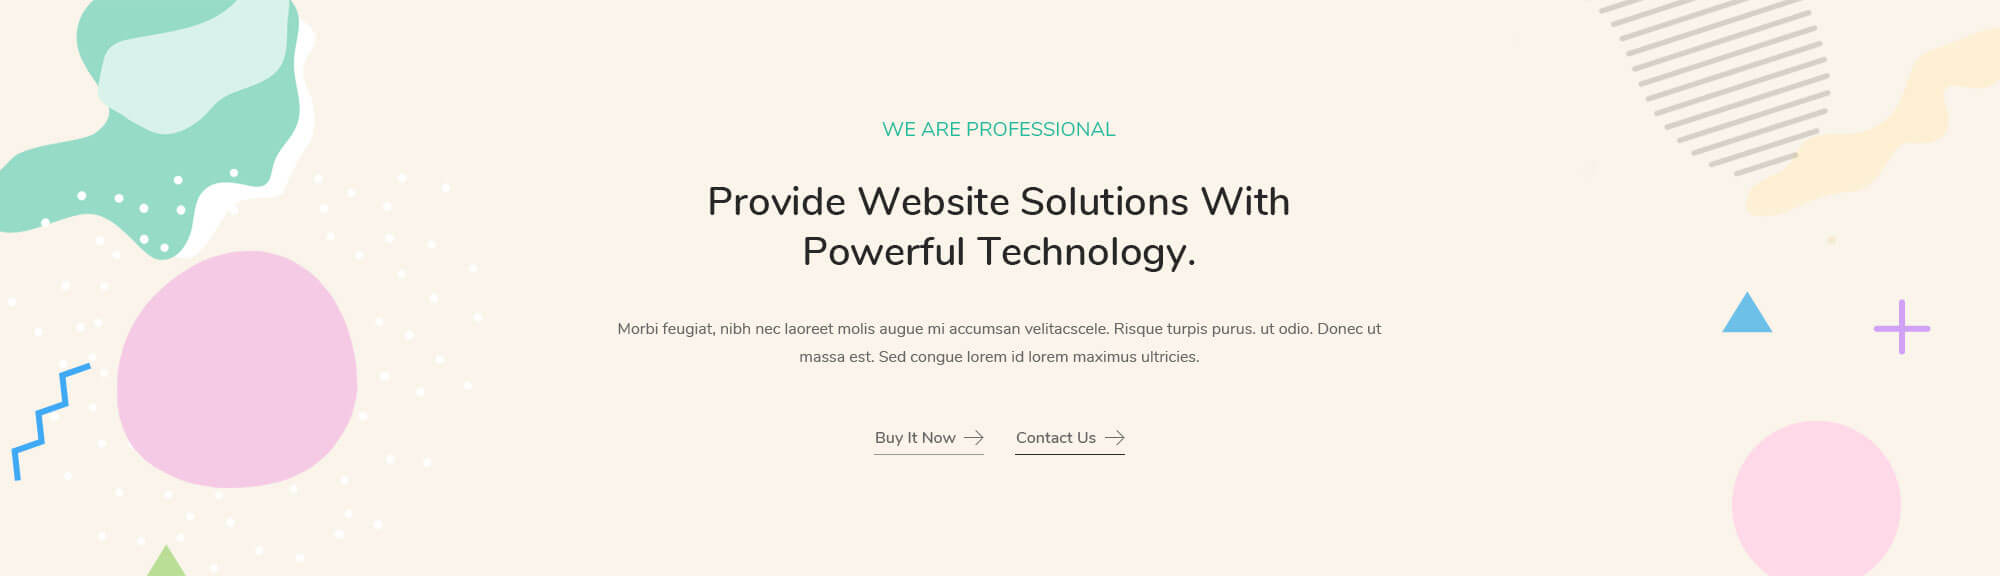 WE ARE PROFESSIONAL
Provide Website Solutions With
Powerful Technology.
Morbi feugiat, nibh nec laoreet molis augue mi accumsan velitacscele. Risque turpis purus. ut odio. Donec ut
massa est. Sed congue lorem id lorem maximus ultricies.
Buy It Now
Contact Us